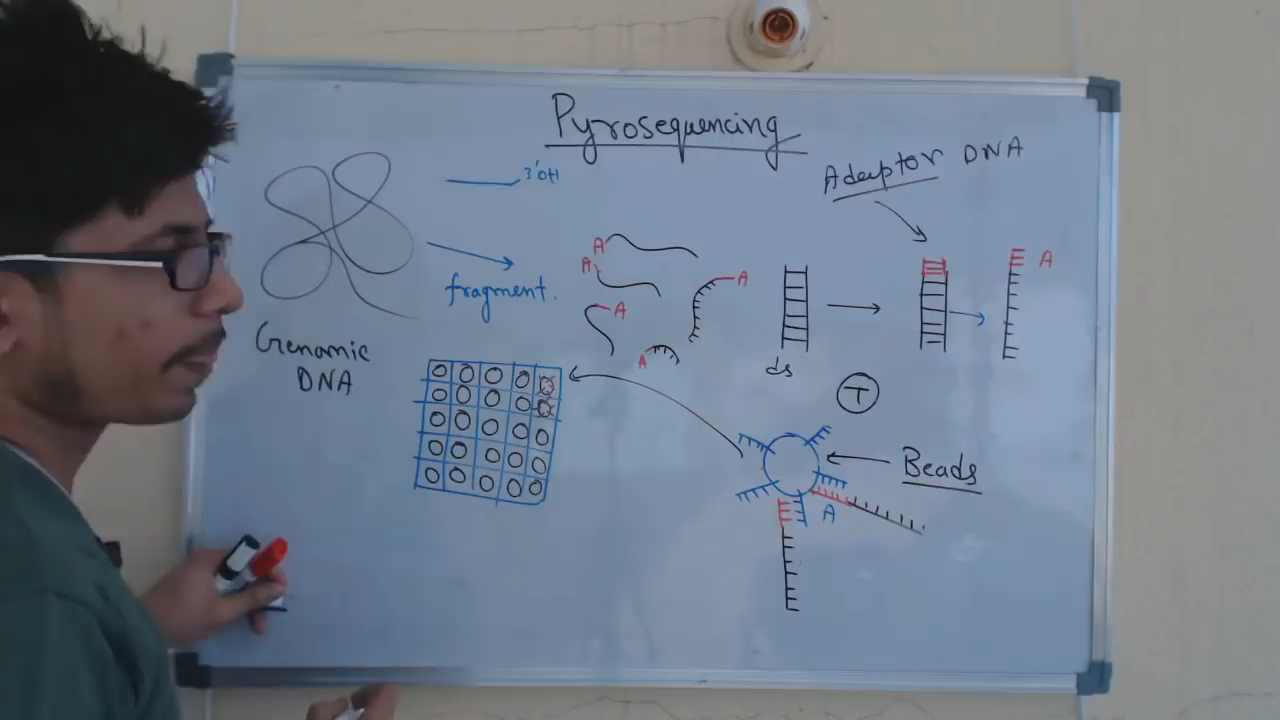 Pyrosequencing
Adaptor DNA
3'OH
A
A
A
A
A
A
fragment.
Genomic
DNA
ds
T
Beads
A